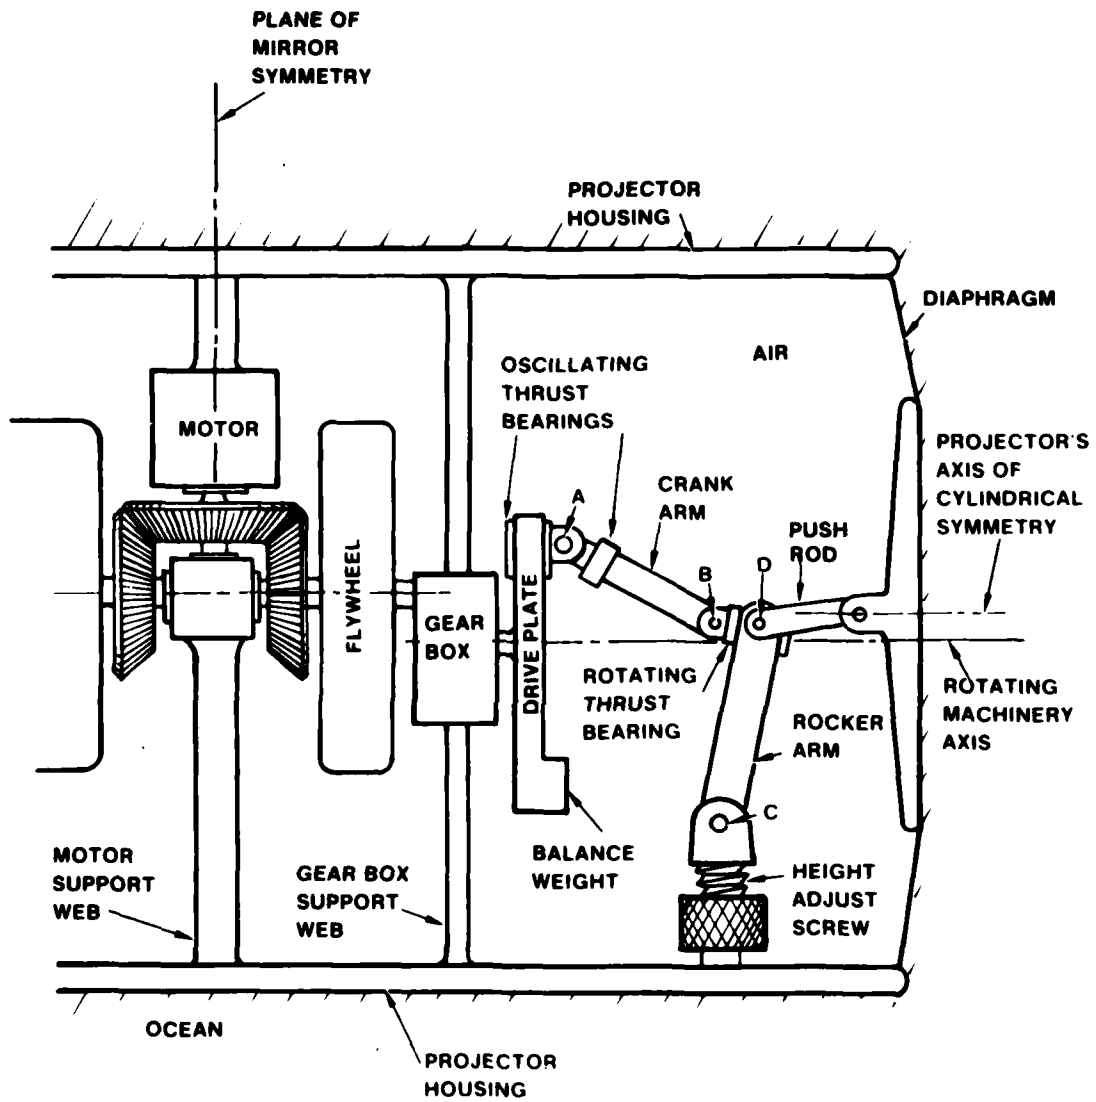 PLANE OF
MIRROR
SYMMETRY
PROJECTOR
HOUSING
DIAPHRAGM
AIR
OSCILLATING
THRUST
BEARINGS
MOTOR
PROJECTOR'S
AXIS OF
CYLINDRICAL
SYMMETRY
CRANK
ARM
A
PUSH
ROD
B
D
FLYWHEEL
GEAR
BOX
DRIVE PLATE
ROTATING
THRUST
BEARING
ROTATING
MACHINERY
AXIS
ROCKER
ARM
C
BALANCE
WEIGHT
MOTOR
SUPPORT
WEB
GEAR BOX
SUPPORT
WEB
HEIGHT
ADJUST
SCREW
OCEAN
PROJECTOR
HOUSING